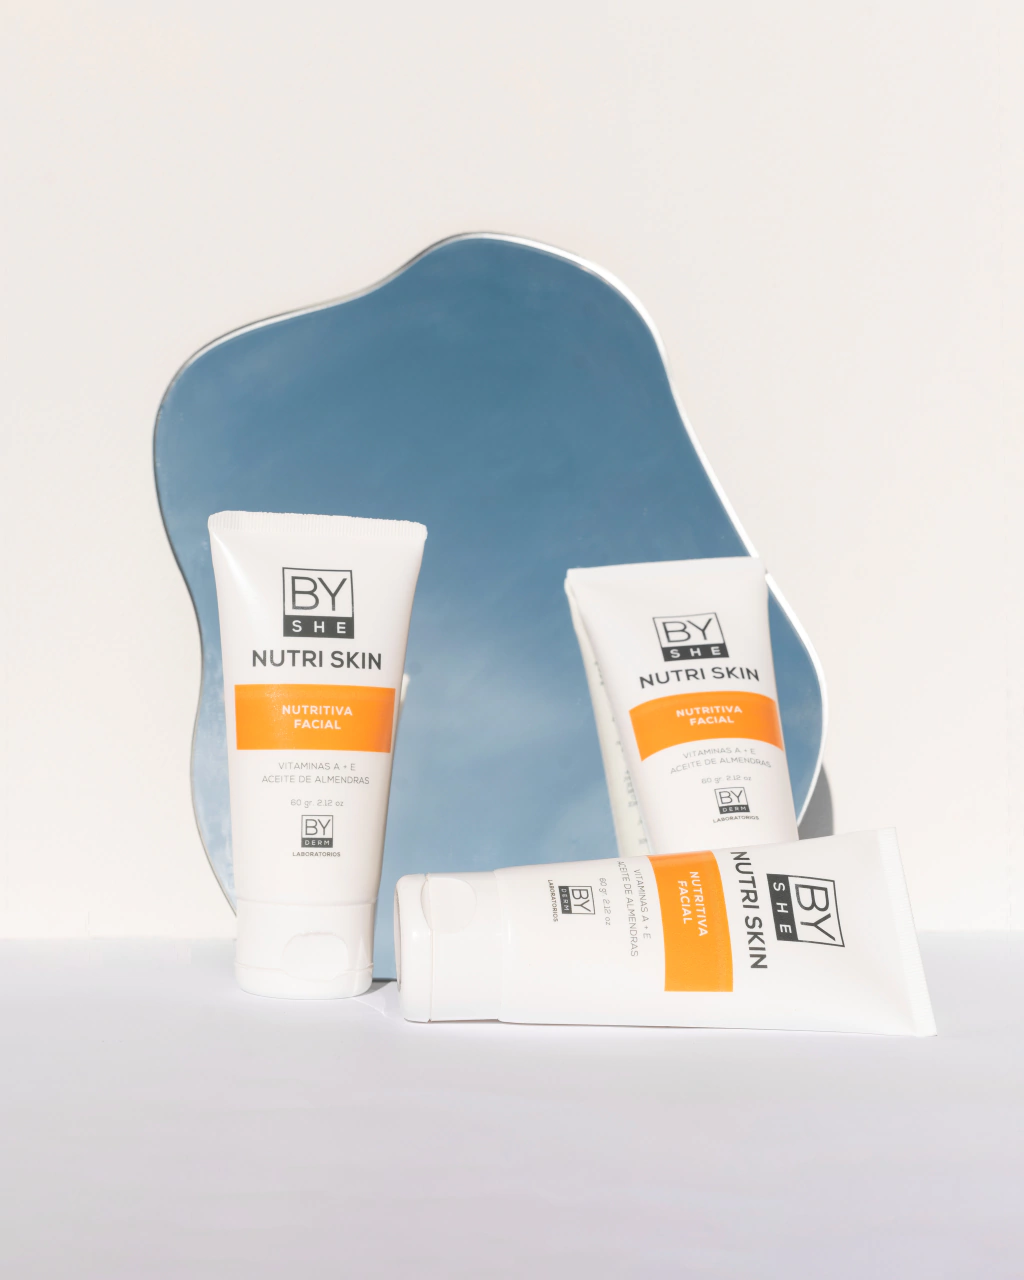 BY
SHE
NUTRI SKIN
NUTRITIVA
FACIAL
VITAMINAS A + E
ACEITE DE ALMENDRAS
60 gr. 2.12 oz
BY
DERM
LABORATORIOS
BY
SHE
NUTRI SKIN
NUTRITIVA
FACIAL
VITAMINAS A + E
ACEITE DE ALMENDRAS
60 gr. 2.12 oz
BY
DERM
LABORATORIOS
BY
SHE
NUTRI SKIN
NUTRITIVA
FACIAL
VITAMINAS A + E
ACEITE DE ALMENDRAS
60 gr. 2.12 oz
BY
DERM
LABORATORIOS